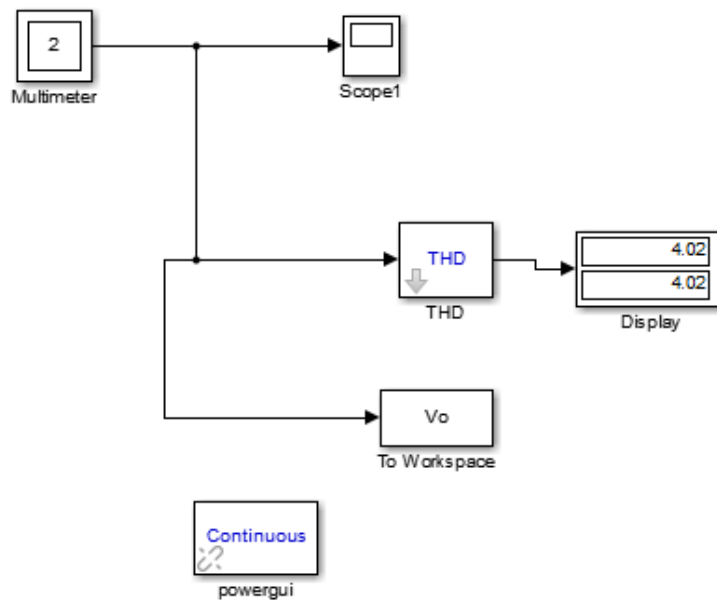 2
Multimeter
Scope1
THD
THD
4.02
4.02
Display
Vo
To Workspace
Continuous
powergui